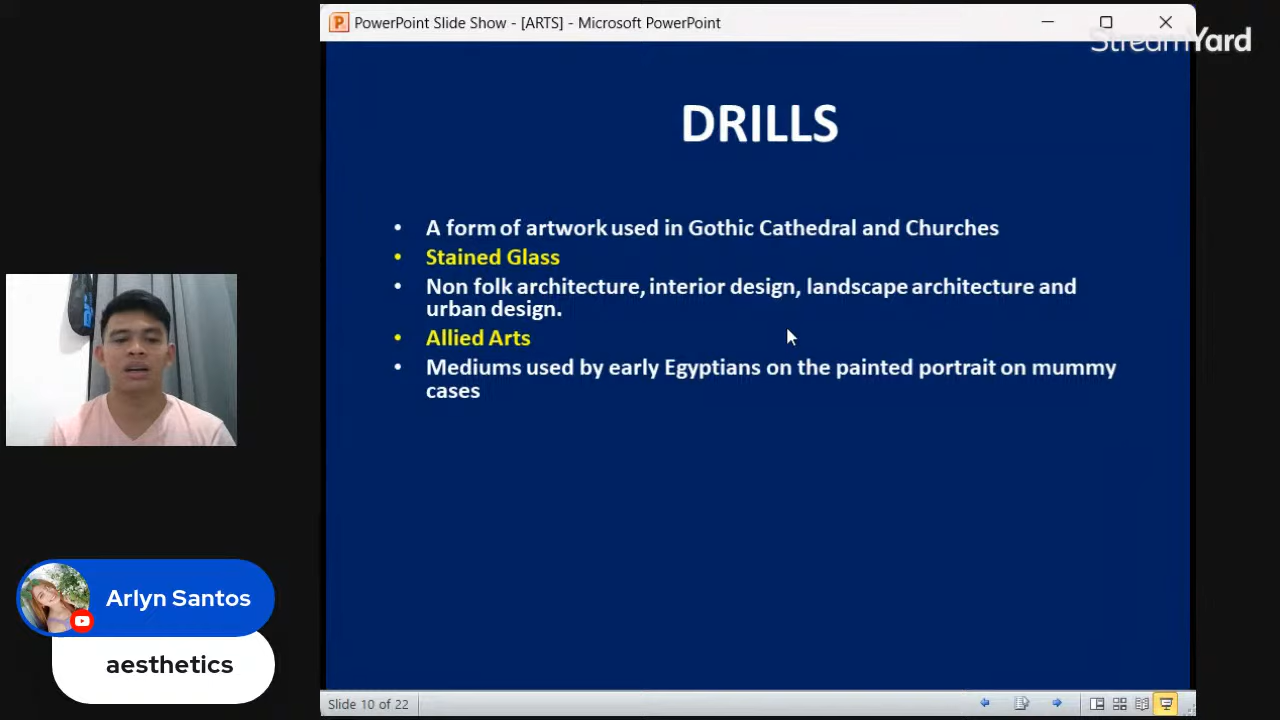 PowerPoint Slide Show - [ARTS] - Microsoft PowerPoint
StreamYard
DRILLS
• A form of artwork used in Gothic Cathedral and Churches
• Stained Glass
• Non folk architecture, interior design, landscape architecture and
urban design.
• Allied Arts
• Mediums used by early Egyptians on the painted portrait on mummy
cases
Arlyn Santos
aesthetics
Slide 10 of 22